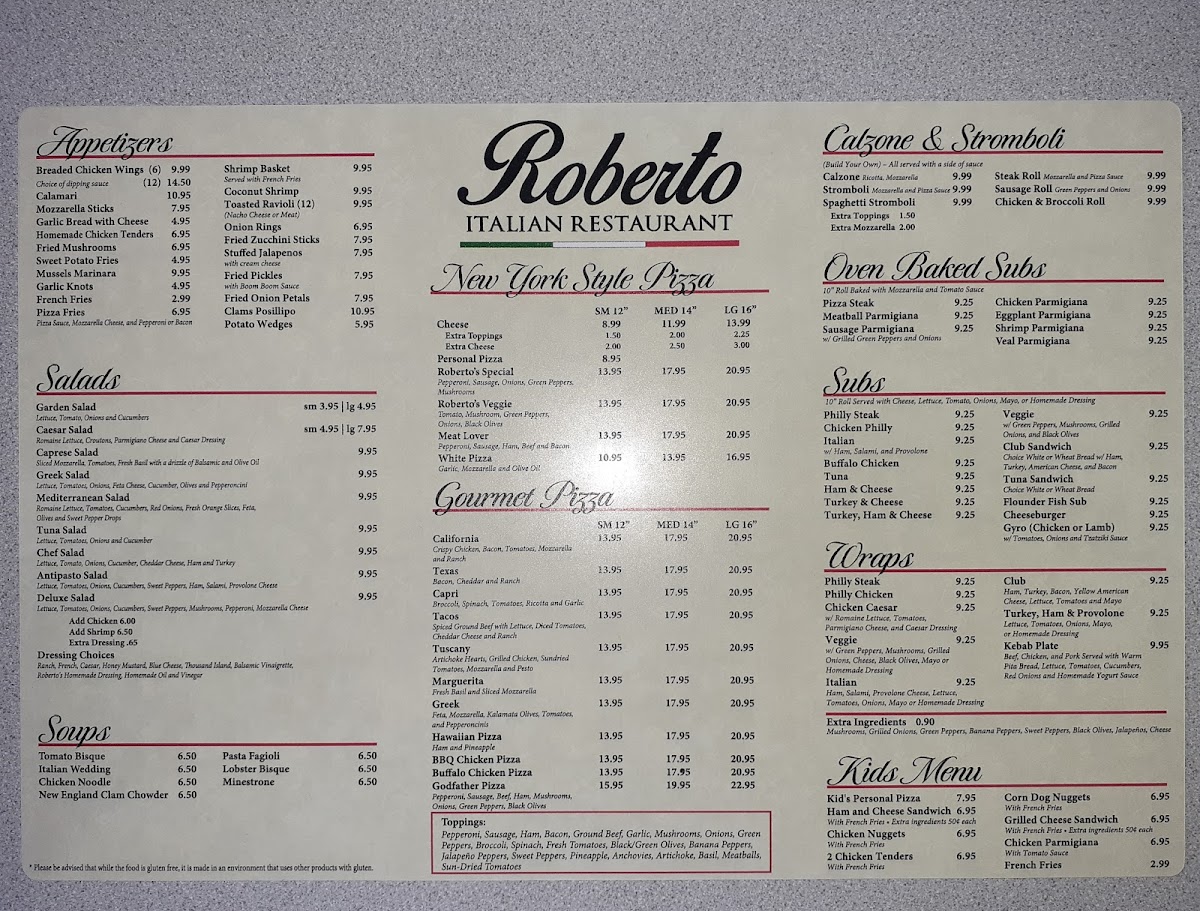 Appetizers
Breaded Chicken Wings (6) 9.99
Choice of dipping sauce (12) 14.50
Calamari 10.95
Mozzarella Sticks 7.95
Garlic Bread with Cheese 4.95
Homemade Chicken Tenders 6.95
Fried Mushrooms 6.95
Sweet Potato Fries 4.95
Mussels Marinara 9.95
Garlic Knots 4.95
French Fries 2.99
Pizza Fries 6.95
Pizza Sauce, Mozzarella Cheese, and Pepperoni or Bacon
Shrimp Basket 9.95
Served with French Fries
Coconut Shrimp 9.95
Toasted Ravioli (12) 9.95
(Nacho Cheese or Meat)
Onion Rings 6.95
Fried Zucchini Sticks 7.95
Stuffed Jalapenos 7.95
with cream cheese
Fried Pickles 7.95
with Boom Boom Sauce
Fried Onion Petals 7.95
Clams Posillipo 10.95
Potato Wedges 5.95
Salads
Garden Salad sm 3.95 | lg 4.95
Lettuce, Tomato, Onions and Cucumbers
Caesar Salad sm 4.95 | lg 7.95
Romaine Lettuce, Croutons, Parmigiano Cheese and Caesar Dressing
Caprese Salad 9.95
Sliced Mozzarella, Tomatoes, Fresh Basil with a drizzle of Balsamic and Olive Oil
Greek Salad 9.95
Lettuce, Tomatoes, Onions, Feta Cheese, Cucumber, Olives and Pepperoncini
Mediterranean Salad 9.95
Romaine Lettuce, Tomatoes, Cucumbers, Red Onions, Fresh Orange Slices, Feta,
Olives and Sweet Pepper Drops
Tuna Salad 9.95
Lettuce, Tomatoes, Onions and Cucumber
Chef Salad 9.95
Lettuce, Tomato, Onions, Cucumber, Cheddar Cheese, Ham and Turkey
Antipasto Salad 9.95
Lettuce, Tomatoes, Onions, Cucumbers, Sweet Peppers, Ham, Salami, Provolone Cheese
Deluxe Salad 9.95
Lettuce, Tomatoes, Onions, Cucumbers, Sweet Peppers, Mushrooms, Pepperoni, Mozzarella Cheese
Add Chicken 6.00
Add Shrimp 6.50
Extra Dressing .65
Dressing Choices
Ranch, French, Caesar, Honey Mustard, Blue Cheese, Thousand Island, Balsamic Vinaigrette,
Roberto's Homemade Dressing, Homemade Oil and Vinegar
Soups
Tomato Bisque 6.50
Italian Wedding 6.50
Chicken Noodle 6.50
New England Clam Chowder 6.50
Pasta Fagioli 6.50
Lobster Bisque 6.50
Minestrone 6.50
* Please be advised that while the food is gluten free, it is made in an environment that uses other products with gluten.
Roberto
ITALIAN RESTAURANT
New York Style Pizza
SM 12" MED 14" LG 16"
Cheese 8.99 11.99 13.99
Extra Toppings 1.50 2.00 2.25
Extra Cheese 2.00 2.50 3.00
Personal Pizza 8.95
Roberto's Special 13.95 17.95 20.95
Pepperoni, Sausage, Onions, Green Peppers,
Mushrooms
Roberto's Veggie 13.95 17.95 20.95
Tomato, Mushroom, Green Peppers,
Onions, Black Olives
Meat Lover 13.95 17.95 20.95
Pepperoni, Sausage, Ham, Beef and Bacon
White Pizza 10.95 13.95 16.95
Garlic, Mozzarella and Olive Oil
Gourmet Pizza
SM 12" MED 14" LG 16"
California 13.95 17.95 20.95
Crispy Chicken, Bacon, Tomatoes, Mozzarella
and Ranch
Texas 13.95 17.95 20.95
Bacon, Cheddar and Ranch
Capri 13.95 17.95 20.95
Broccoli, Spinach, Tomatoes, Ricotta and Garlic
Tacos 13.95 17.95 20.95
Spiced Ground Beef with Lettuce, Diced Tomatoes,
Cheddar Cheese and Ranch
Tuscany 13.95 17.95 20.95
Artichoke Hearts, Grilled Chicken, Sundried
Tomatoes, Mozzarella and Pesto
Marguerita 13.95 17.95 20.95
Fresh Basil and Sliced Mozzarella
Greek 13.95 17.95 20.95
Feta, Mozzarella, Kalamata Olives, Tomatoes,
and Pepperoncinis
Hawaiian Pizza 13.95 17.95 20.95
Ham and Pineapple
BBQ Chicken Pizza 13.95 17.95 20.95
Buffalo Chicken Pizza 13.95 17.95 20.95
Godfather Pizza 15.95 19.95 22.95
Pepperoni, Sausage, Beef, Ham, Mushrooms,
Onions, Green Peppers, Black Olives
Toppings:
Pepperoni, Sausage, Ham, Bacon, Ground Beef, Garlic, Mushrooms, Onions, Green
Peppers, Broccoli, Spinach, Fresh Tomatoes, Black/Green Olives, Banana Peppers,
Jalapeño Peppers, Sweet Peppers, Pineapple, Anchovies, Artichoke, Basil, Meatballs,
Sun-Dried Tomatoes
Calzone & Stromboli
(Build Your Own) – All served with a side of sauce
Calzone Ricotta, Mozzarella 9.99
Stromboli Mozzarella and Pizza Sauce 9.99
Spaghetti Stromboli 9.99
Extra Toppings 1.50
Extra Mozzarella 2.00
Steak Roll Mozzarella and Pizza Sauce 9.99
Sausage Roll Green Peppers and Onions 9.99
Chicken & Broccoli Roll 9.99
Oven Baked Subs
10" Roll Baked with Mozzarella and Tomato Sauce
Pizza Steak 9.25
Meatball Parmigiana 9.25
Sausage Parmigiana 9.25
w/ Grilled Green Peppers and Onions
Chicken Parmigiana 9.25
Eggplant Parmigiana 9.25
Shrimp Parmigiana 9.25
Veal Parmigiana 9.25
Subs
10" Roll Served with Cheese, Lettuce, Tomato, Onions, Mayo, or Homemade Dressing
Philly Steak 9.25
Chicken Philly 9.25
Italian 9.25
w/ Ham, Salami, and Provolone
Buffalo Chicken 9.25
Tuna 9.25
Ham & Cheese 9.25
Turkey & Cheese 9.25
Turkey, Ham & Cheese 9.25
Veggie 9.25
w/ Green Peppers, Mushrooms, Grilled
Onions, and Black Olives
Club Sandwich 9.25
Choice White or Wheat Bread w/ Ham,
Turkey, American Cheese, and Bacon
Tuna Sandwich 9.25
Choice White or Wheat Bread
Flounder Fish Sub 9.25
Cheeseburger 9.25
Gyro (Chicken or Lamb) 9.25
w/ Tomatoes, Onions and Tzatziki Sauce
Wraps
Philly Steak 9.25
Philly Chicken 9.25
Chicken Caesar 9.25
w/ Romaine Lettuce, Tomatoes,
Parmigiano Cheese, and Caesar Dressing
Veggie 9.25
w/ Green Peppers, Mushrooms, Grilled
Onions, Cheese, Black Olives, Mayo or
Homemade Dressing
Italian 9.25
Ham, Salami, Provolone Cheese, Lettuce,
Tomatoes, Onions, Mayo or Homemade Dressing
Club 9.25
Ham, Turkey, Bacon, Yellow American
Cheese, Lettuce, Tomatoes and Mayo
Turkey, Ham & Provolone 9.25
Lettuce, Tomatoes, Onions, Mayo,
or Homemade Dressing
Kebab Plate 9.95
Beef, Chicken, and Pork Served with Warm
Pita Bread, Lettuce, Tomatoes, Cucumbers,
Red Onions and Homemade Yogurt Sauce
Extra Ingredients 0.90
Mushrooms, Grilled Onions, Green Peppers, Banana Peppers, Sweet Peppers, Black Olives, Jalapeños, Cheese
Kids Menu
Kid's Personal Pizza 7.95
Ham and Cheese Sandwich 6.95
With French Fries • Extra ingredients 50¢ each
Chicken Nuggets 6.95
With French Fries
2 Chicken Tenders 6.95
With French Fries
Corn Dog Nuggets 6.95
With French Fries
Grilled Cheese Sandwich 6.95
With French Fries • Extra ingredients 50¢ each
Chicken Parmigiana 6.95
With Tomato Sauce
French Fries 2.99